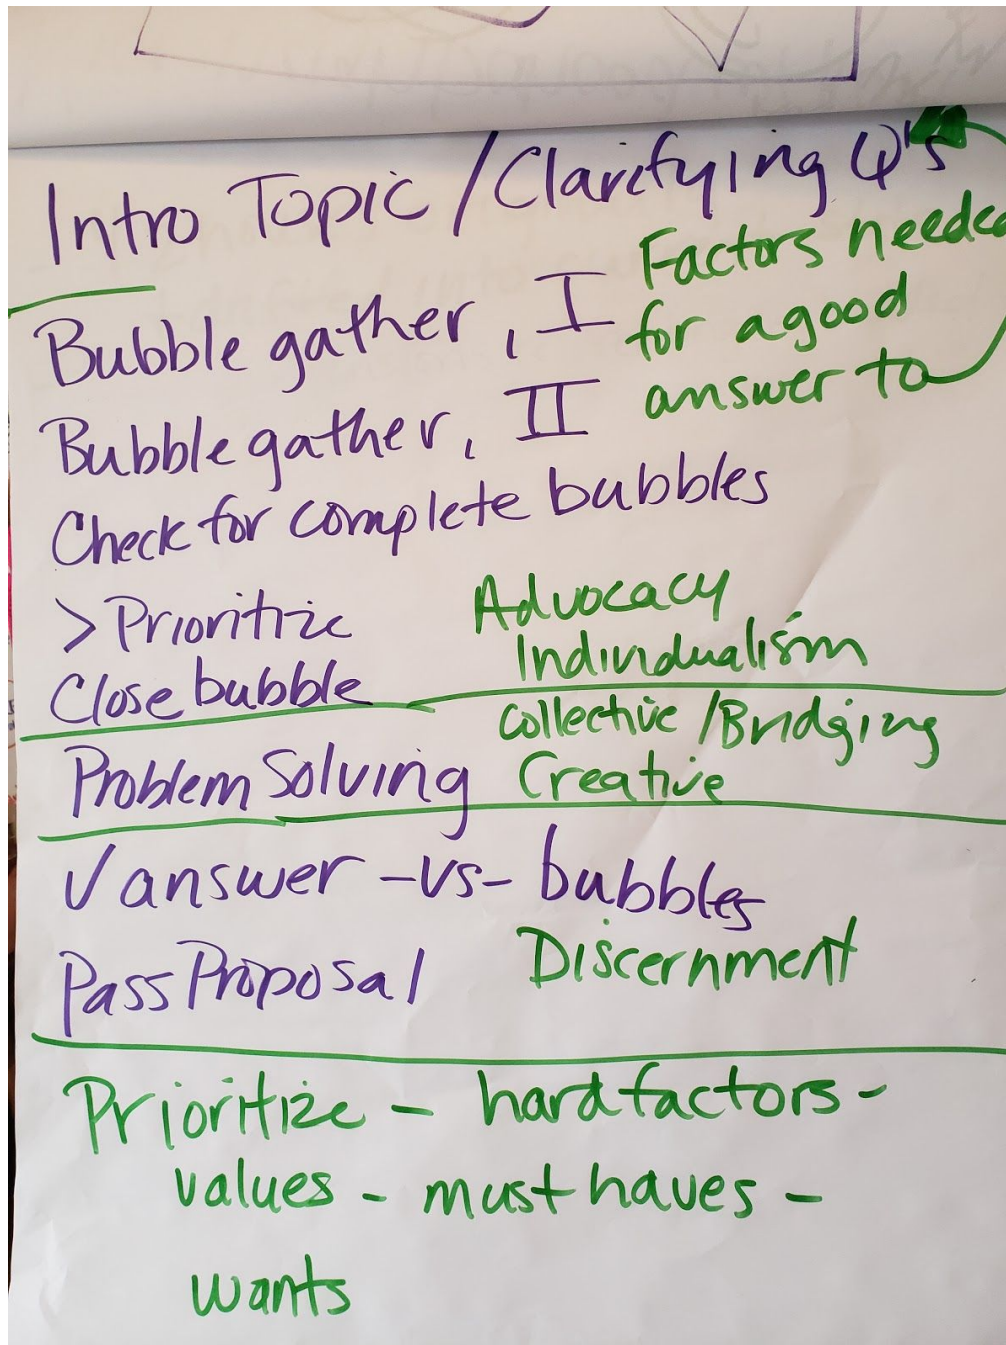 Intro Topic / Clarifying Q's
Bubble gather, I
Factors needed
for a good
answer to
Bubble gather, II
Check for complete bubbles
> Prioritize
Close bubble
Advocacy
Individualism
Collective / Bridging
Creative
Problem Solving
√ answer -vs- bubbles
Pass Proposal
Discernment
Prioritize - hard factors -
values - must haves -
wants